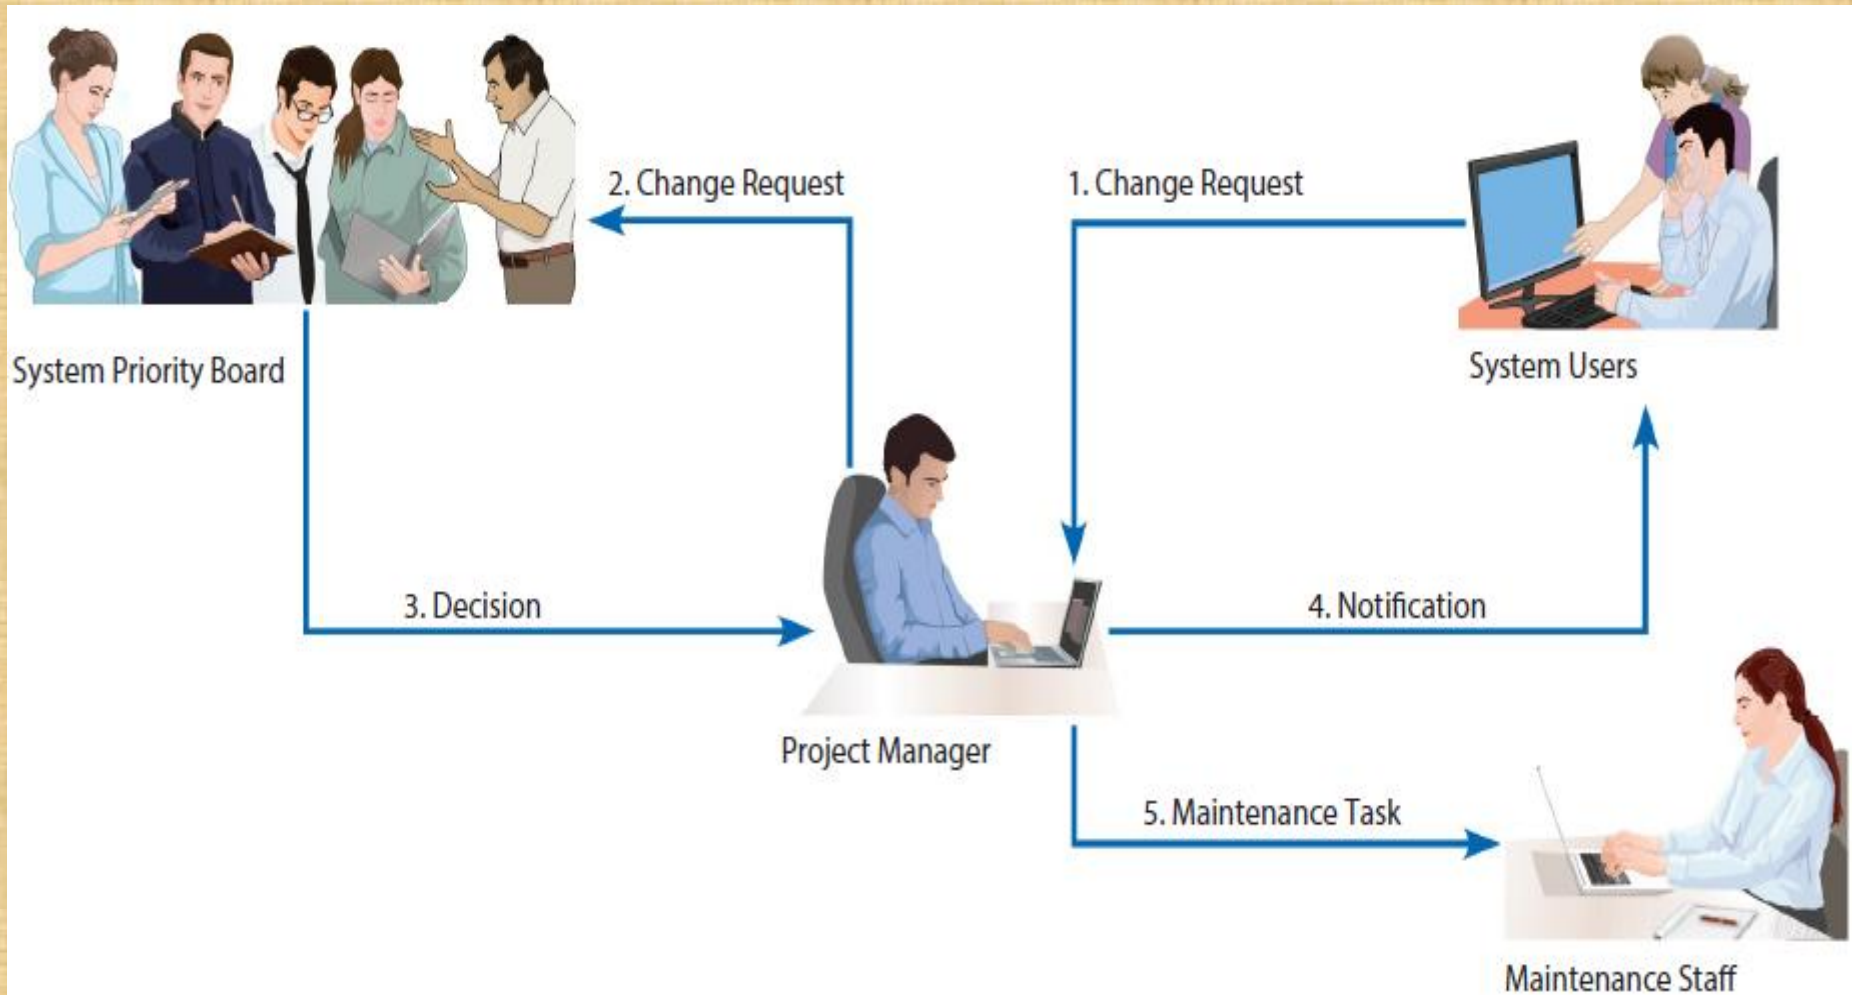 2. Change Request
1. Change Request
System Priority Board
System Users
3. Decision
4. Notification
Project Manager
5. Maintenance Task
Maintenance Staff